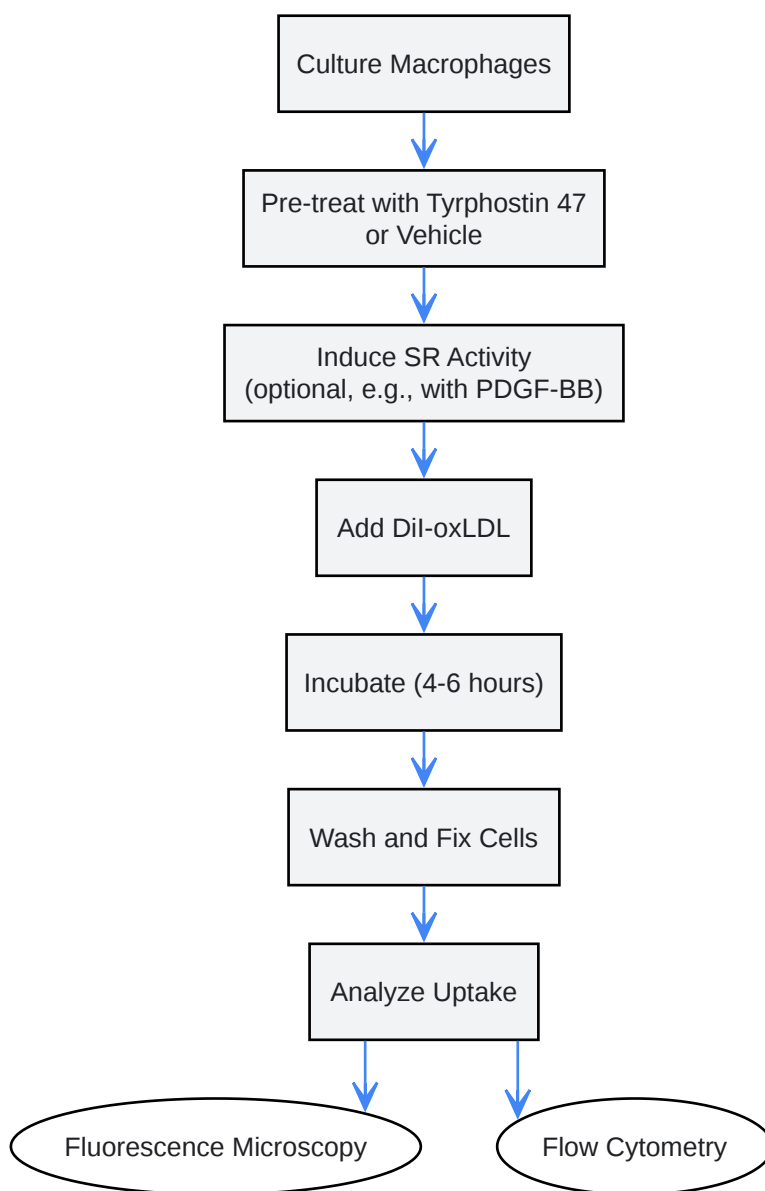 Culture Macrophages
Pre-treat with Tyrphostin 47
or Vehicle
Induce SR Activity
(optional, e.g., with PDGF-BB)
Add DiI-oxLDL
Incubate (4-6 hours)
Wash and Fix Cells
Analyze Uptake
Fluorescence Microscopy
Flow Cytometry